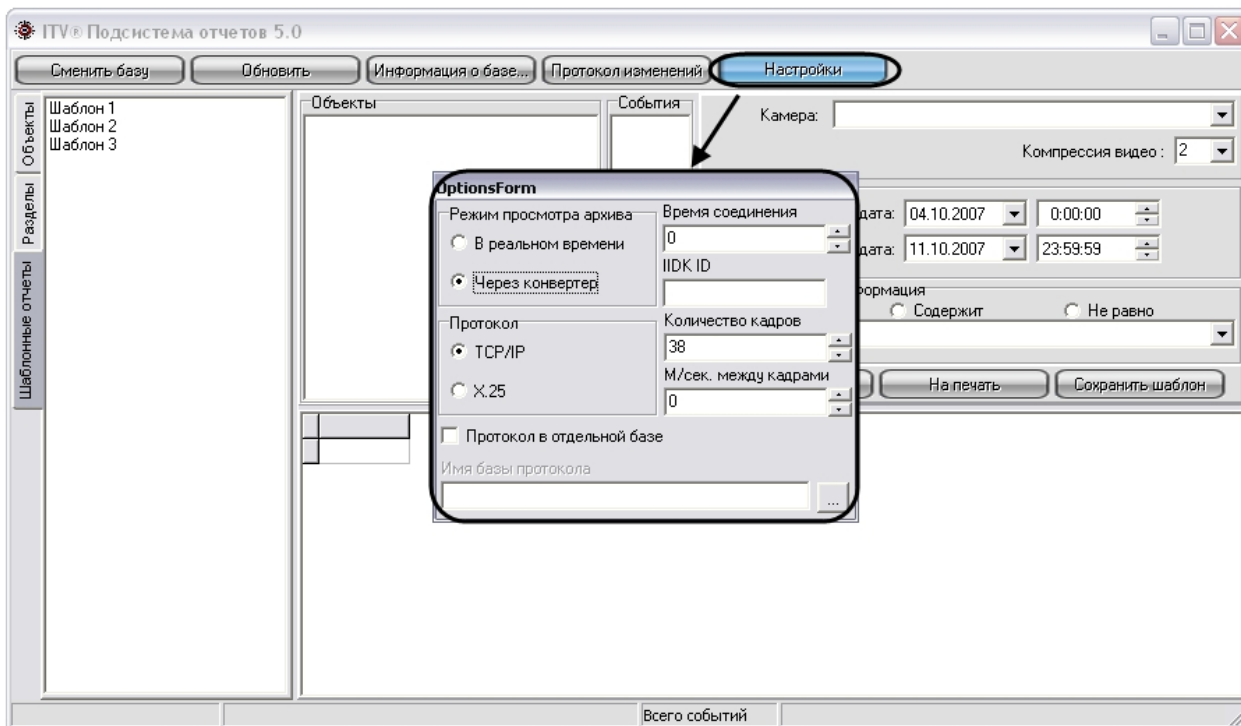 ITV® Подсистема отчетов 5.0
Сменить базу Обновить Информация о базе... Протокол изменений Настройки
Объекты
Разделы
Шаблонные отчеты
Шаблон 1
Шаблон 2
Шаблон 3
Объекты
События
Камера:
Компрессия видео : 2
дата: 04.10.2007 0:00:00
дата: 11.10.2007 23:59:59
Содержит Не равно
На печать Сохранить шаблон
OptionsForm
Режим просмотра архива
В реальном времени
Через конвертер
Протокол
TCP/IP
X.25
Время соединения
0
IIDK ID
Количество кадров
38
М/сек. между кадрами
0
Протокол в отдельной базе
Имя базы протокола
...
Всего событий